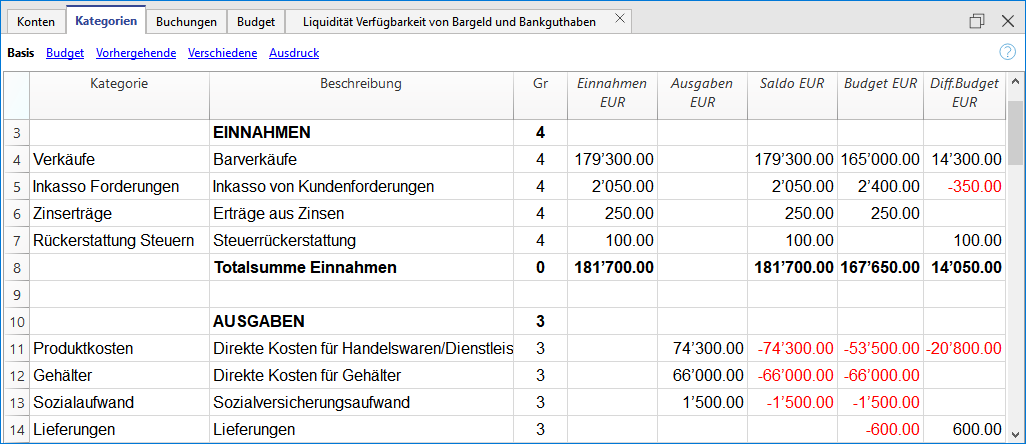 Konten Kategorien Buchungen Budget Liquidität Verfügbarkeit von Bargeld und Bankguthaben
Basis Budget Vorhergehende Verschiedene Ausdruck ?
Kategorie Beschreibung Gr Einnahmen EUR Ausgaben EUR Saldo EUR Budget EUR Diff.Budget EUR
3 EINNAHMEN 4
4 Verkäufe Barverkäufe 4 179’300.00 179’300.00 165’000.00 14’300.00
5 Inkasso Forderungen Inkasso von Kundenforderungen 4 2’050.00 2’050.00 2’400.00 -350.00
6 Zinserträge Erträge aus Zinsen 4 250.00 250.00 250.00
7 Rückerstattung Steuern Steuerrückerstattung 4 100.00 100.00 100.00
8 Totalsumme Einnahmen 0 181’700.00 181’700.00 167’650.00 14’050.00
9
10 AUSGABEN 3
11 Produktkosten Direkte Kosten für Handelswaren/Dienstleis 3 74’300.00 -74’300.00 -53’500.00 -20’800.00
12 Gehälter Direkte Kosten für Gehälter 3 66’000.00 -66’000.00 -66’000.00
13 Sozialaufwand Sozialversicherungsaufwand 3 1’500.00 -1’500.00 -1’500.00
14 Lieferungen Lieferungen 3 -600.00 600.00